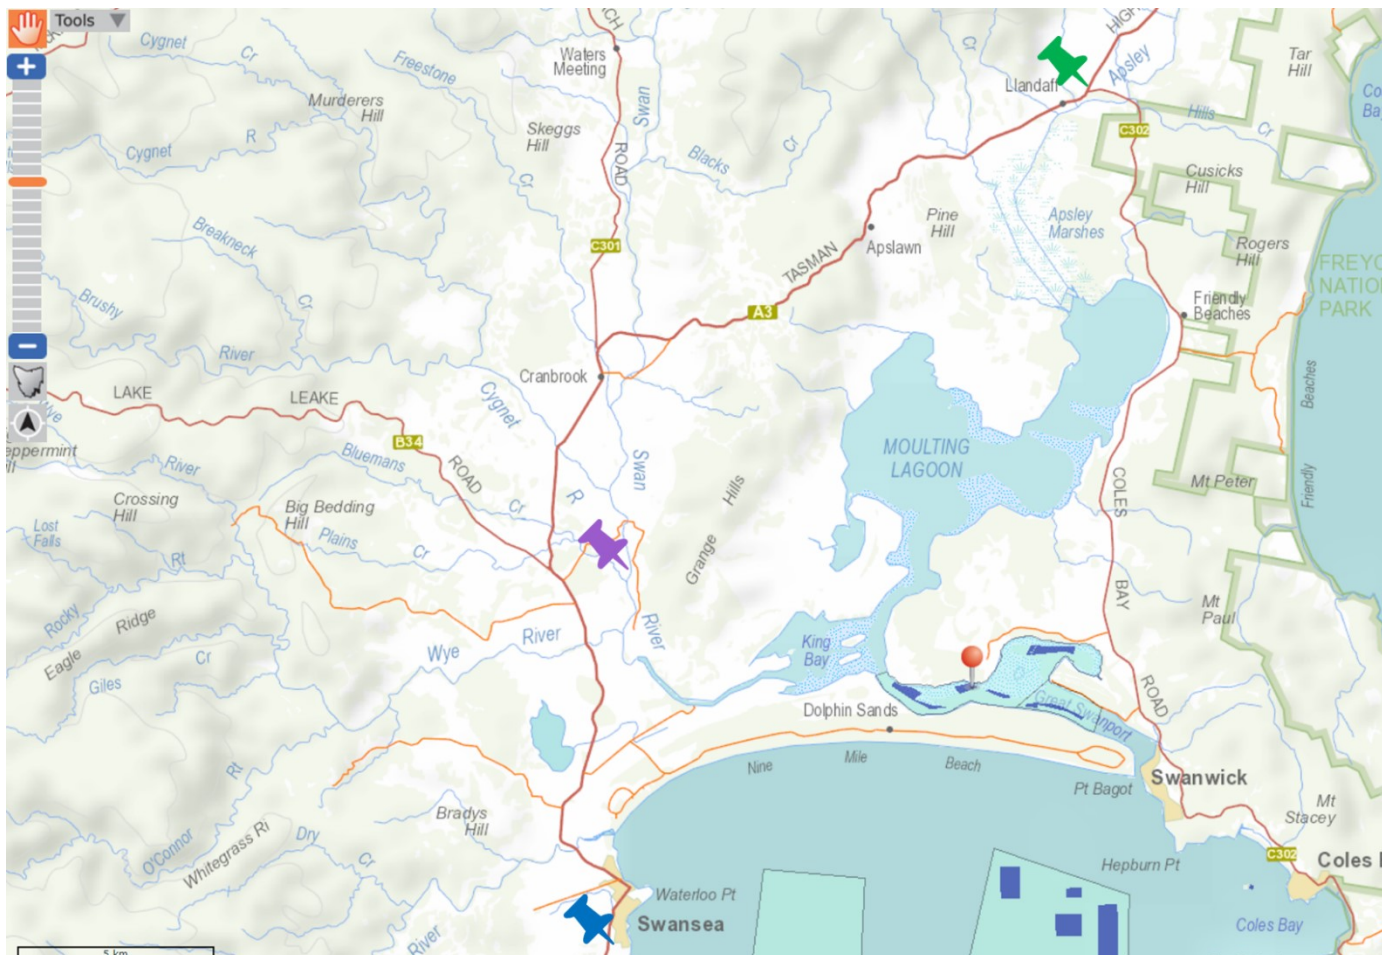 Tools
Cygnet
Cr
Freestone
Cr
Waters
Meeting
Swan
ROAD
Murderers
Hill
Skeggs
Hill
Cygnet
R
Blacks
Cr
Cr
HIGH
Apsley
Llandaff
Tar
Hill
Hills
Cr
C302
Cusicks
Hill
Breakneck
Cr
C301
Swan
Pine
Hill
Apslawn
Apsley
Marshes
Rogers
Hill
TASMAN
A3
Friendly
Beaches
PARK
Brushy
River
Cranbrook
LAKE
LEAKE
B34
ROAD
Cygnet
R
Swan
River
Bluemans
Cr
River
Crossing
Hill
Big Bedding
Hill
Plains
Cr
Lost
Falls
Rt
Rocky
Eagle
Ridge
Giles
Cr
Wye
River
Grange
Hills
MOULTING
LAGOON
COLES
BAY
ROAD
Mt Peter
Friendly
Beaches
Mt
Paul
King
Bay
Great Swanport
Dolphin Sands
Nine
Mile
Beach
Pt Bagot
Swanwick
Mt
Stacey
C302
Coles
Hepburn Pt
Coles Bay
Rt
Bradys
Hill
O'Connor
Whitegrass Ri
Dry
Cr
River
Waterloo Pt
Swansea
5 km